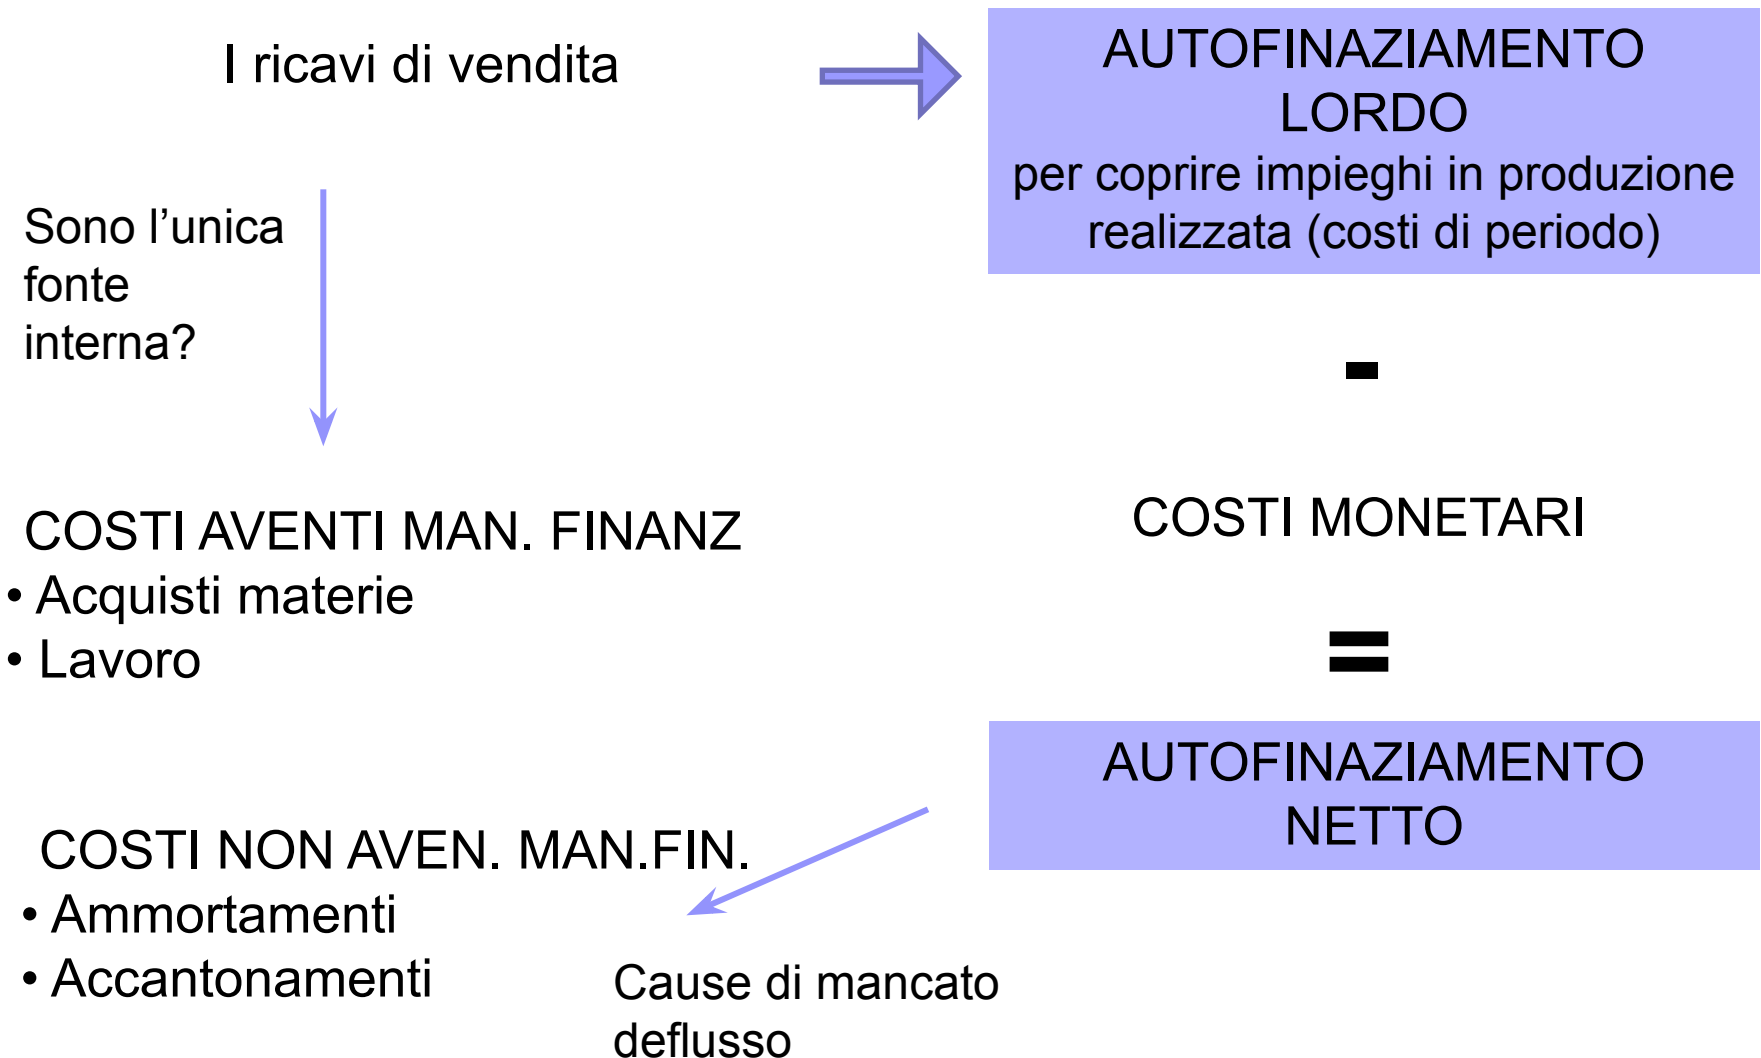 I ricavi di vendita
AUTOFINAZIAMENTO
LORDO
per coprire impieghi in produzione
realizzata (costi di periodo)
Sono l’unica
fonte
interna?
-
COSTI AVENTI MAN. FINANZ
• Acquisti materie
• Lavoro
COSTI MONETARI
=
AUTOFINAZIAMENTO
NETTO
COSTI NON AVEN. MAN.FIN.
• Ammortamenti
• Accantonamenti
Cause di mancato
deflusso